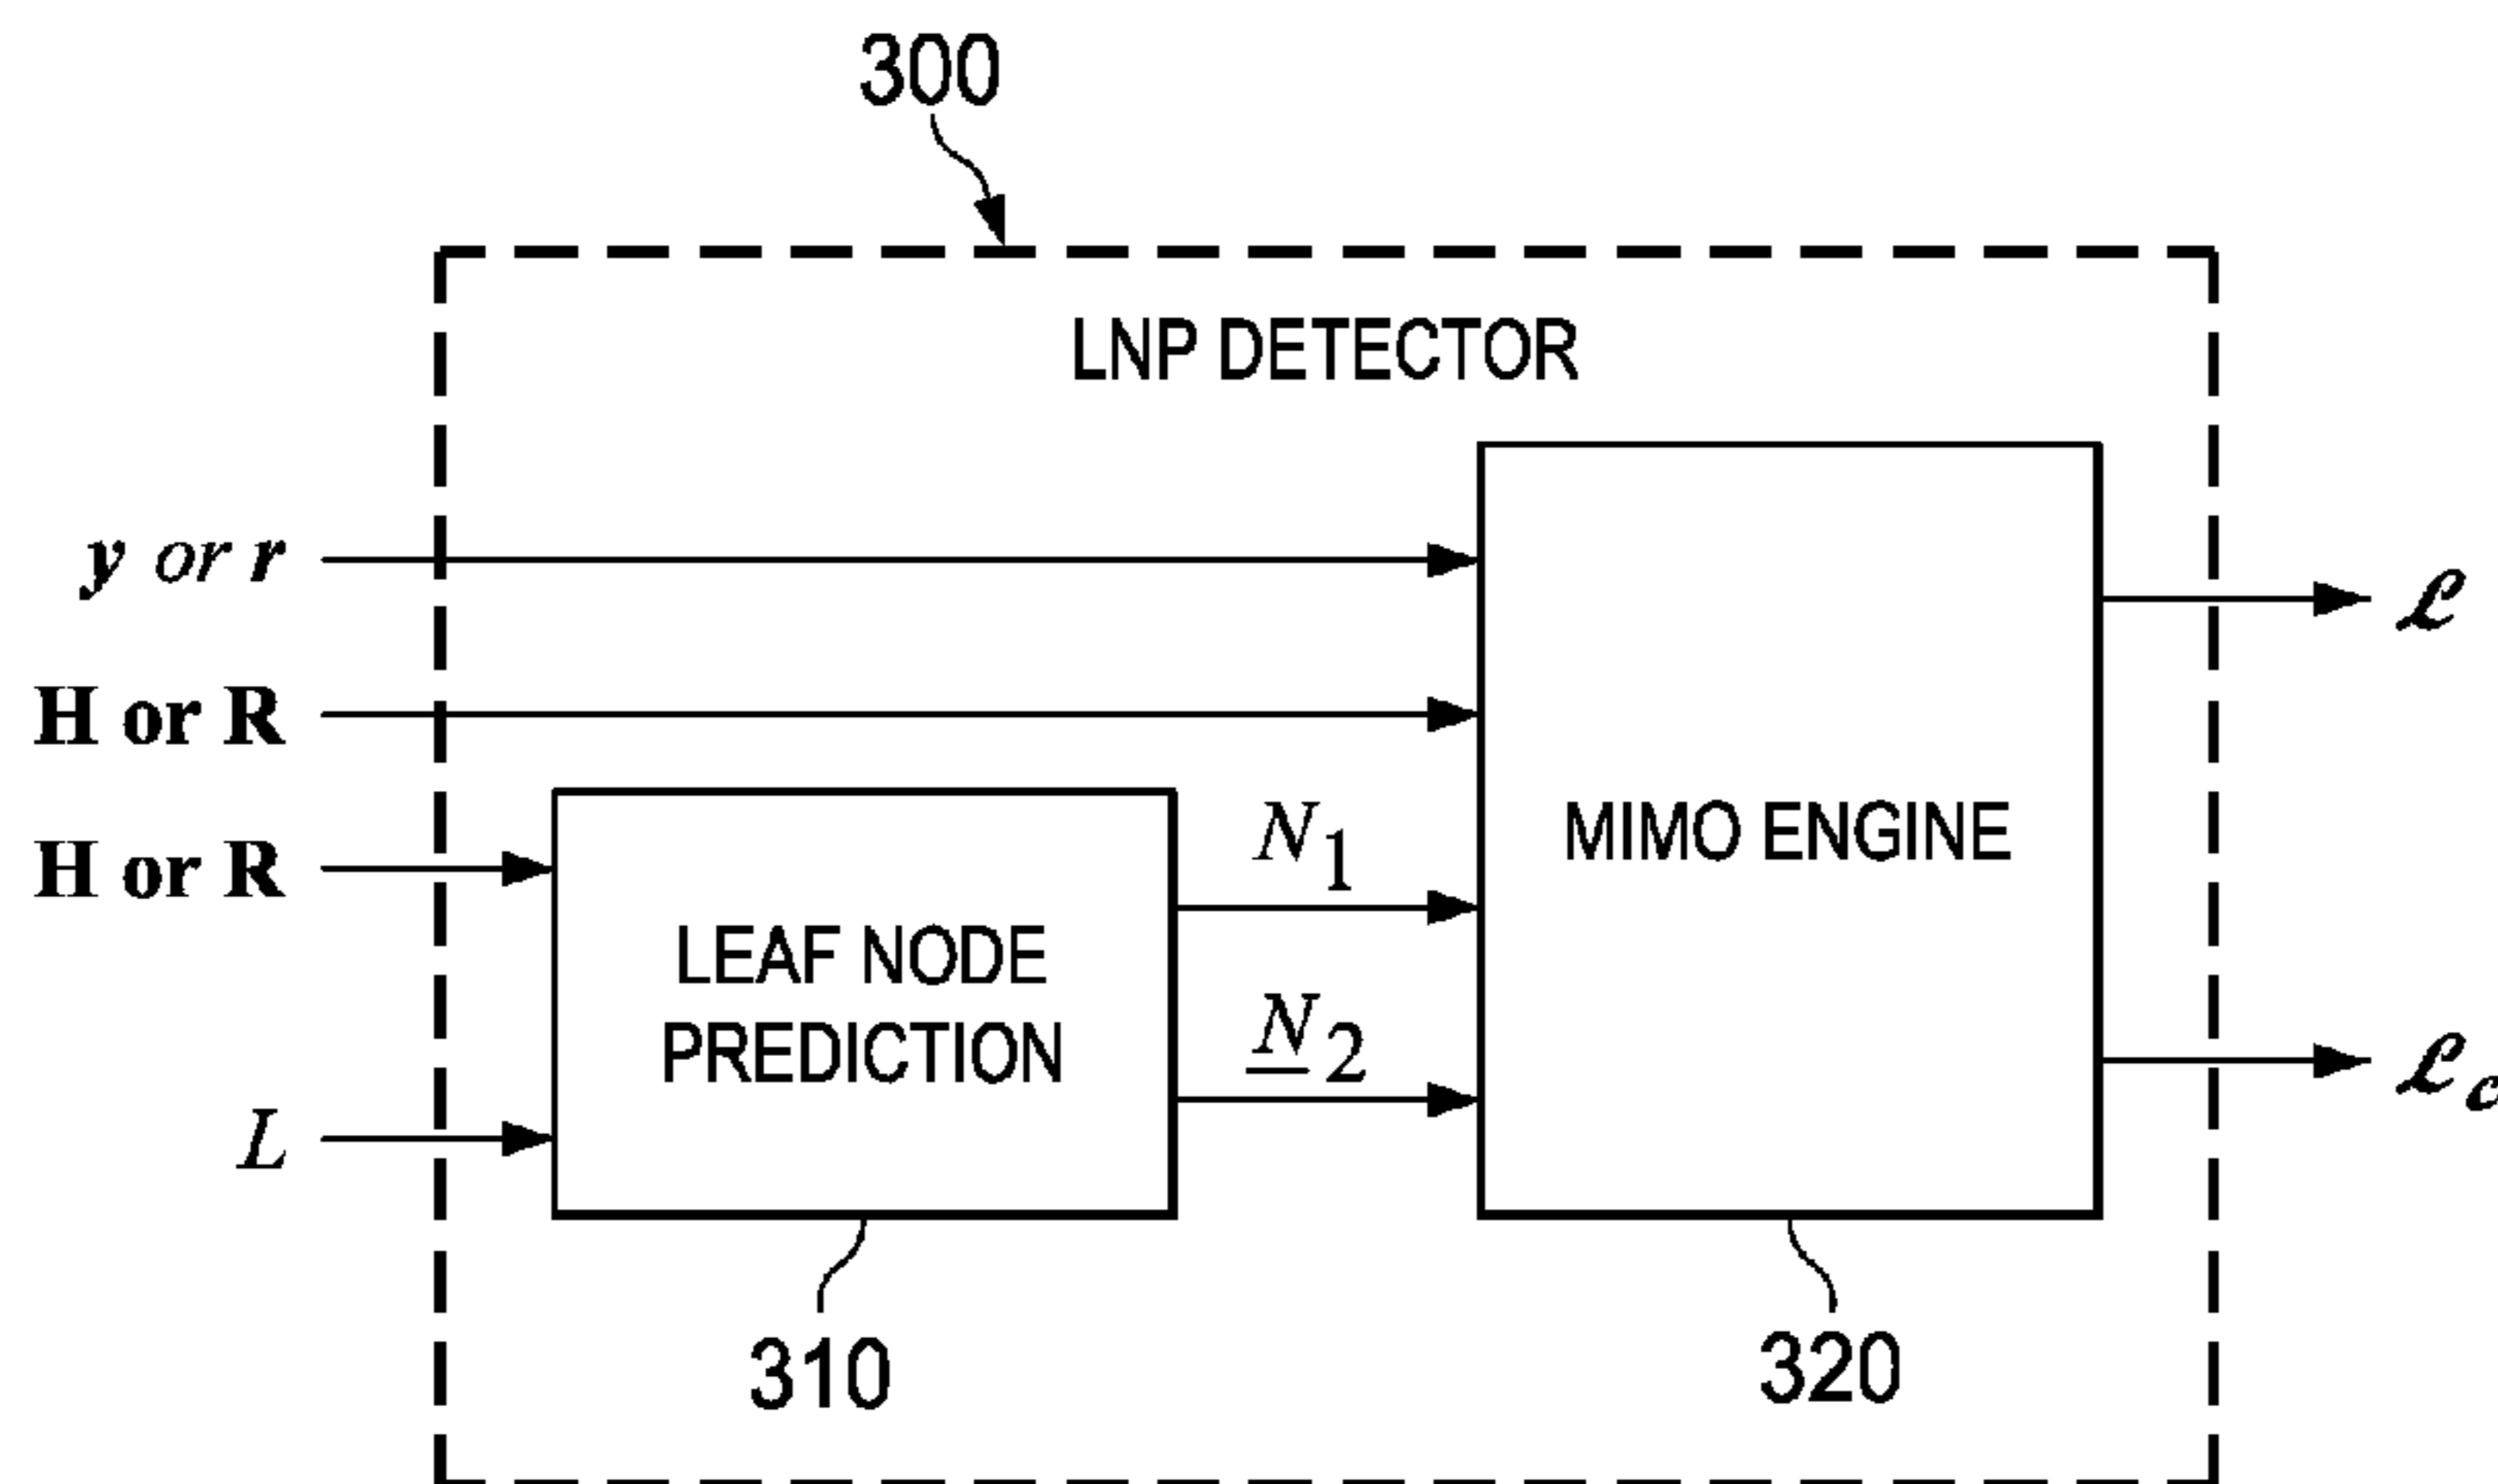 300
LNP DETECTOR
y or r
ℒ
H or R
MIMO ENGINE
H or R
N1
LEAF NODE
PREDICTION
N2
L
ℒc
310
320